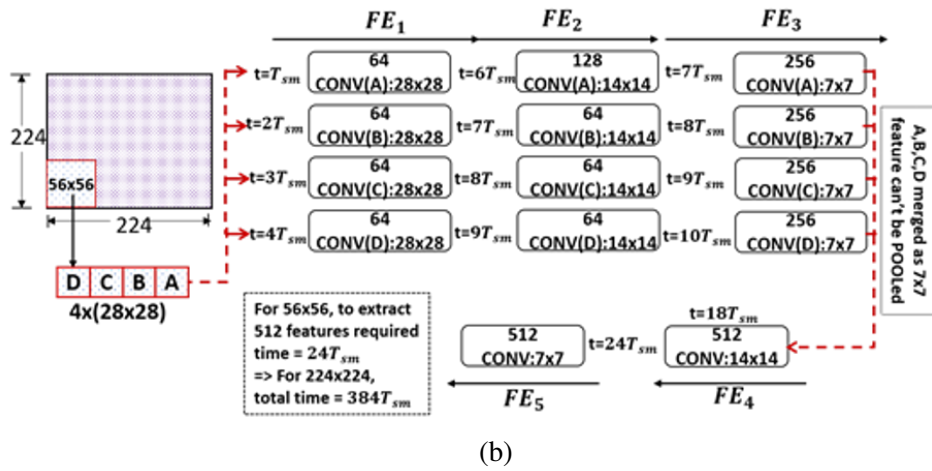 FE₁ FE₂ FE₃
224
56x56
224
D C B A
4x(28x28)
t=Tₛₘ
64
CONV(A):28x28
t=6Tₛₘ
128
CONV(A):14x14
t=7Tₛₘ
256
CONV(A):7x7
t=2Tₛₘ
64
CONV(B):28x28
t=7Tₛₘ
64
CONV(B):14x14
t=8Tₛₘ
256
CONV(B):7x7
t=3Tₛₘ
64
CONV(C):28x28
t=8Tₛₘ
64
CONV(C):14x14
t=9Tₛₘ
256
CONV(C):7x7
t=4Tₛₘ
64
CONV(D):28x28
t=9Tₛₘ
64
CONV(D):14x14
t=10Tₛₘ
256
CONV(D):7x7
A,B,C,D merged as 7x7
feature can't be POOLed
For 56x56, to extract
512 features required
time = 24Tₛₘ
=> For 224x224,
total time = 384Tₛₘ
512
CONV:7x7
t=24Tₛₘ
t=18Tₛₘ
512
CONV:14x14
FE₅ FE₄
(b)